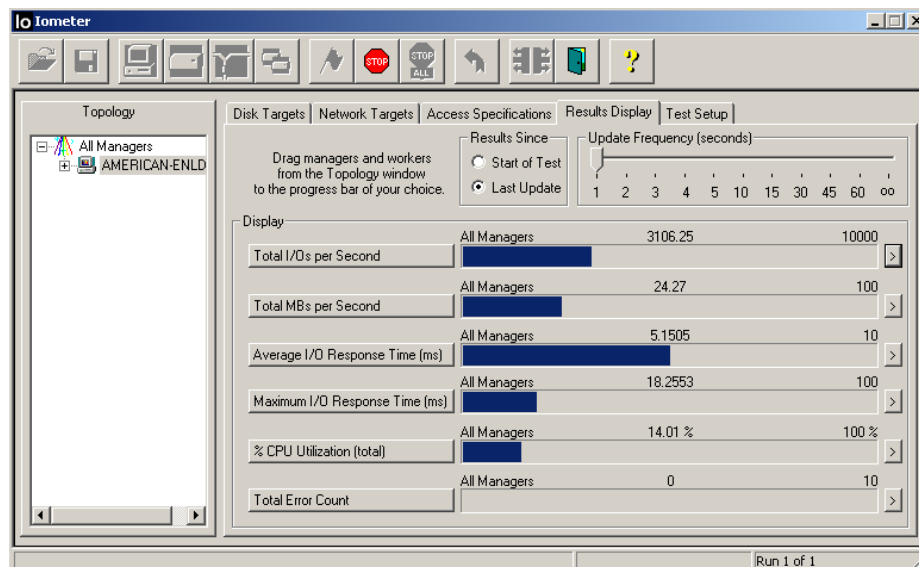 Io Iometer
STOP
STOP ALL
?
Topology
All Managers
AMERICAN-ENLD
Disk Targets Network Targets Access Specifications Results Display Test Setup
Drag managers and workers
from the Topology window
to the progress bar of your choice.
Results Since
Start of Test
Last Update
Update Frequency (seconds)
1 2 3 4 5 10 15 30 45 60 oo
Display
Total I/Os per Second
All Managers 3106.25 10000
>
Total MBs per Second
All Managers 24.27 100
>
Average I/O Response Time (ms)
All Managers 5.1505 10
>
Maximum I/O Response Time (ms)
All Managers 18.2553 100
>
% CPU Utilization (total)
All Managers 14.01 % 100 %
>
Total Error Count
All Managers 0 10
>
Run 1 of 1